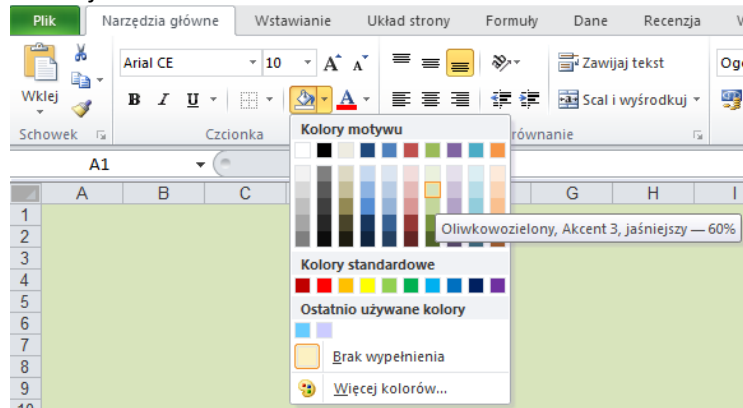 Plik Narzędzia główne Wstawianie Układ strony Formuły Dane Recenzja
Arial CE 10 A A Zawijaj tekst
Wklej B I U A Scal i wyśrodkuj
Schowek Czcionka
A1
A B C G H I
Kolory motywu
Oliwkowozielony, Akcent 3, jaśniejszy — 60%
Kolory standardowe
Ostatnio używane kolory
Brak wypełnienia
Więcej kolorów...
1
2
3
4
5
6
7
8
9